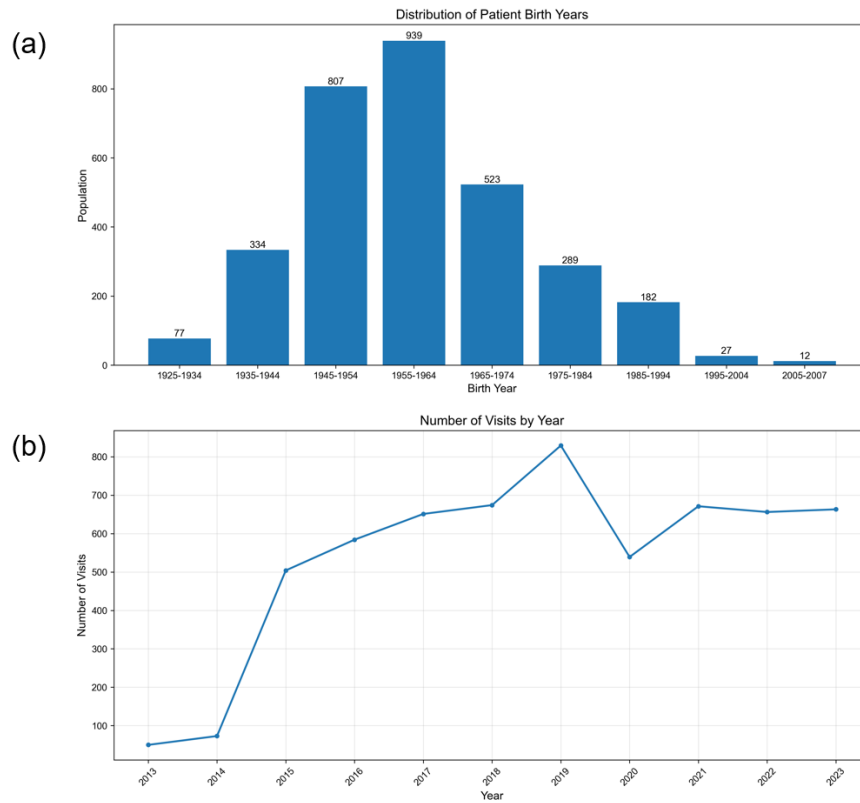 (a)
Distribution of Patient Birth Years
Population
800
600
400
200
0
77
334
807
939
523
289
182
27
12
1925-1934 1935-1944 1945-1954 1955-1964 1965-1974 1975-1984 1985-1994 1995-2004 2005-2007
Birth Year
(b)
Number of Visits by Year
Number of Visits
800
700
600
500
400
300
200
100
2013 2014 2015 2016 2017 2018 2019 2020 2021 2022 2023
Year